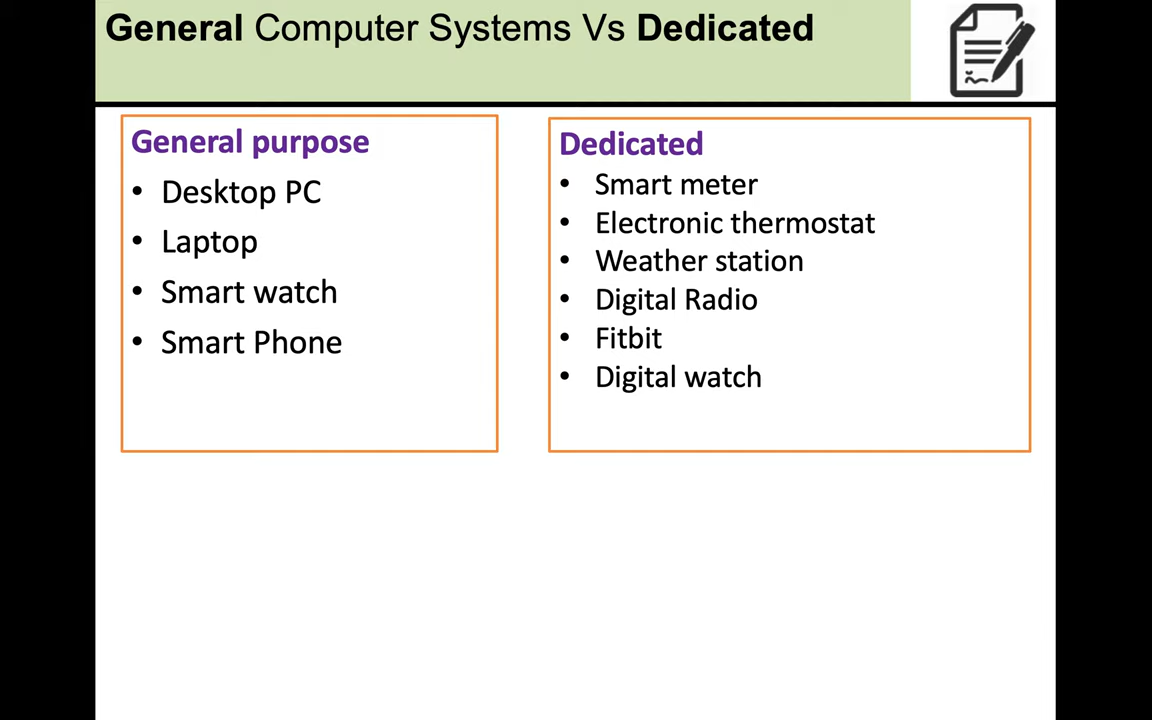 General Computer Systems Vs Dedicated
General purpose
• Desktop PC
• Laptop
• Smart watch
• Smart Phone
Dedicated
• Smart meter
• Electronic thermostat
• Weather station
• Digital Radio
• Fitbit
• Digital watch